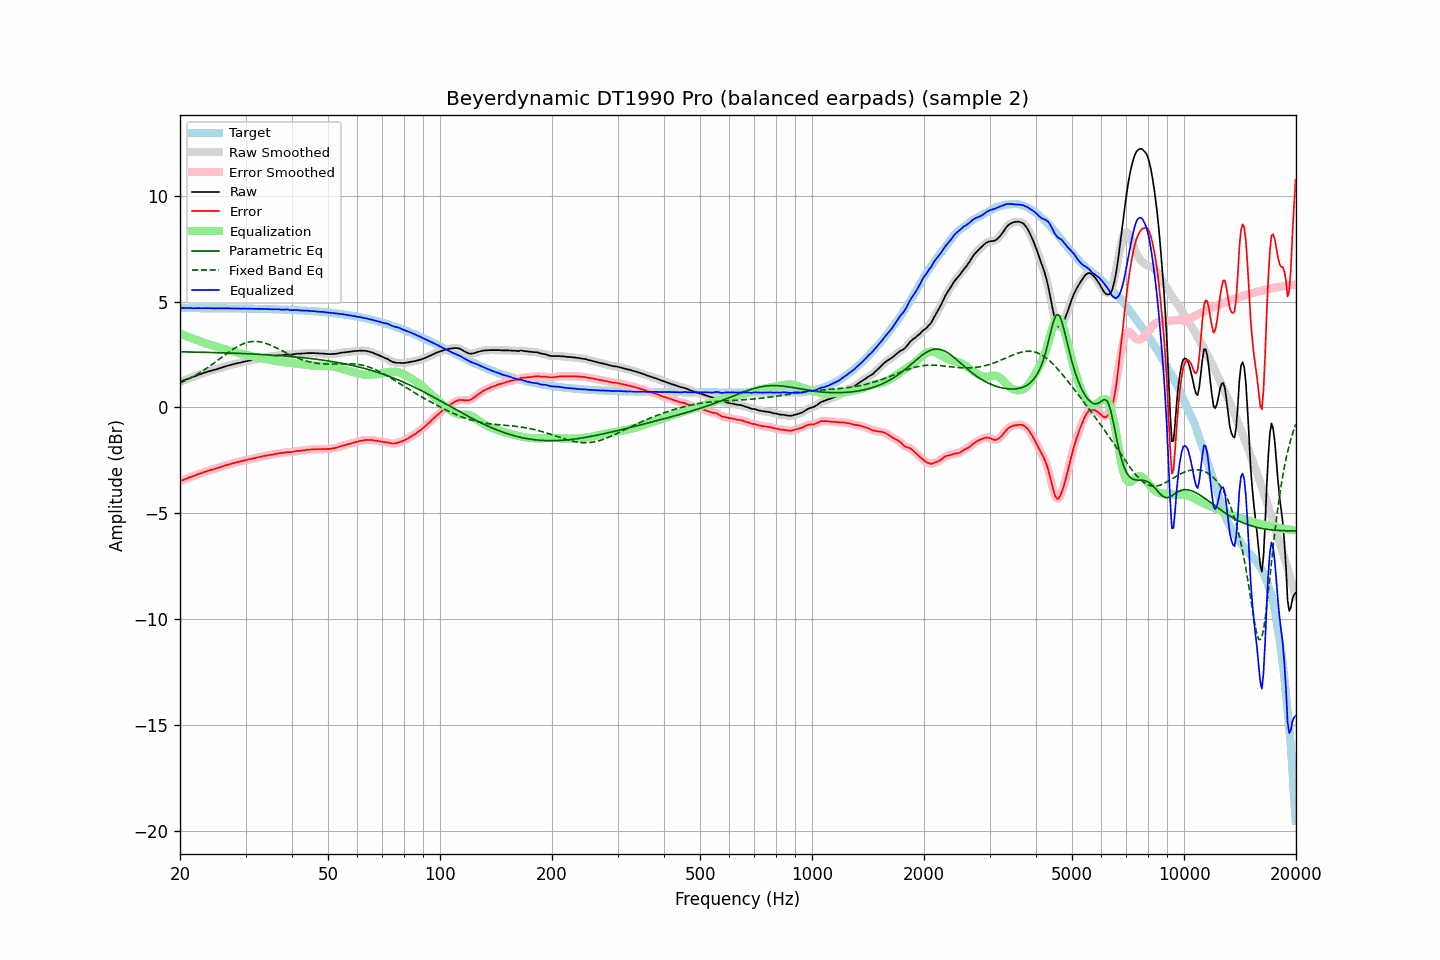 Beyerdynamic DT1990 Pro (balanced earpads) (sample 2)
Target
Raw Smoothed
Error Smoothed
Raw
Error
Equalization
Parametric Eq
Fixed Band Eq
Equalized
10
5
0
−5
−10
−15
−20
Amplitude (dBr)
20 50 100 200 500 1000 2000 5000 10000 20000
Frequency (Hz)